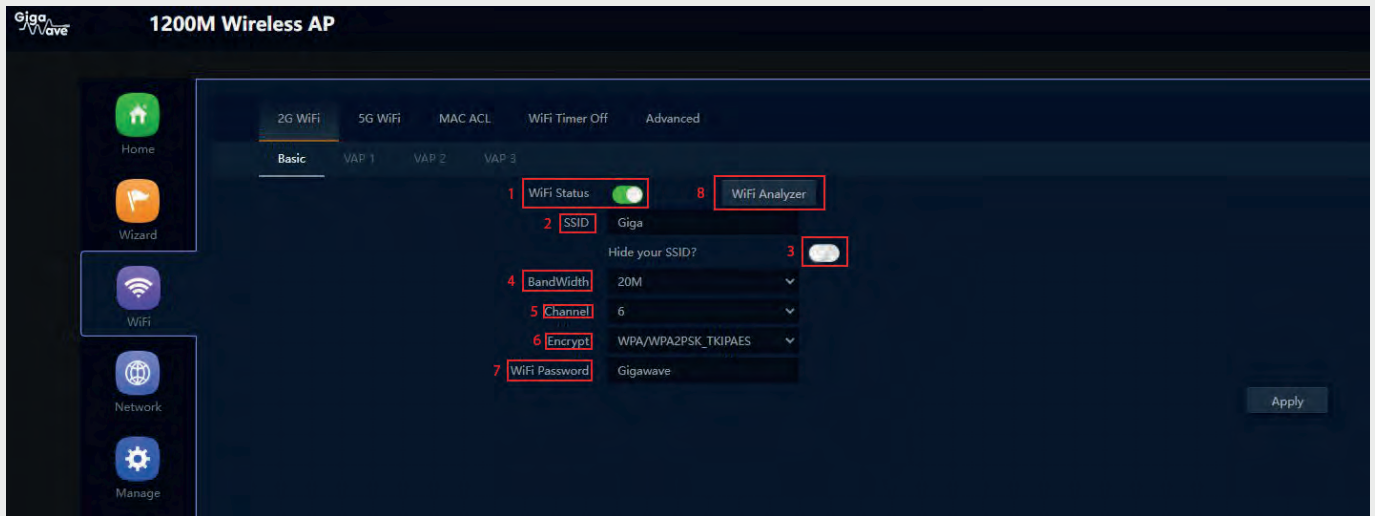 Giga Wave 1200M Wireless AP
Home
Wizard
WiFi
Network
Manage
2G WiFi 5G WiFi MAC ACL WiFi Timer Off Advanced
Basic VAP 1 VAP 2 VAP 3
1 WiFi Status 8 WiFi Analyzer
2 SSID Giga
Hide your SSID? 3
4 BandWidth 20M
5 Channel 6
6 Encrypt WPA/WPA2PSK_TKIPAES
7 WiFi Password Gigawave
Apply